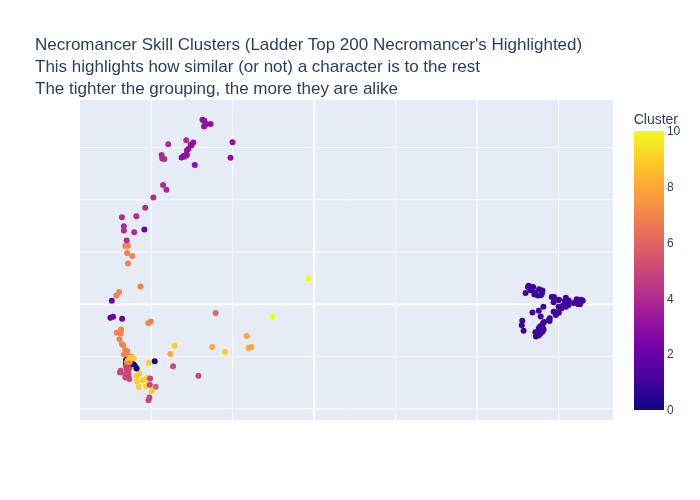 Necromancer Skill Clusters (Ladder Top 200 Necromancer's Highlighted)
This highlights how similar (or not) a character is to the rest
The tighter the grouping, the more they are alike
Cluster
10
8
6
4
2
0